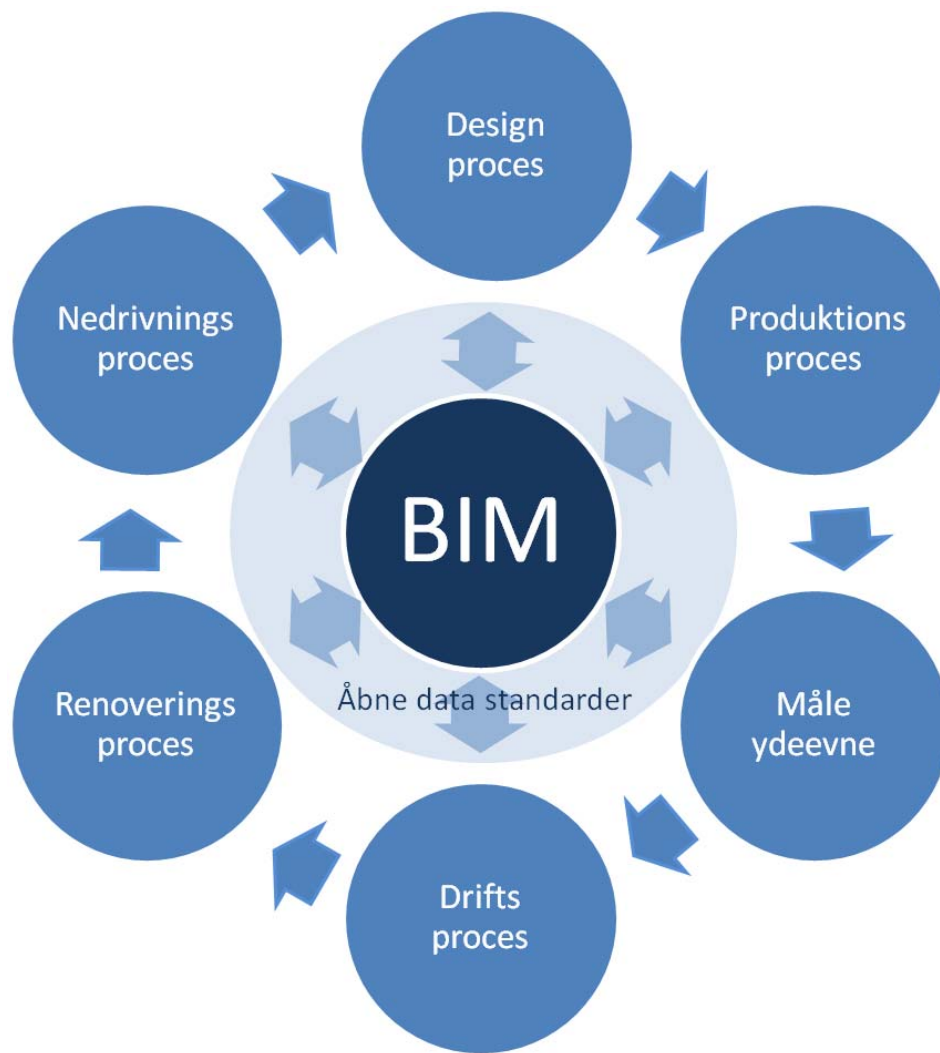 Design
proces
Produktions
proces
Måle
ydeevne
Drifts
proces
Renoverings
proces
Nedrivnings
proces
BIM
Åbne data standarder